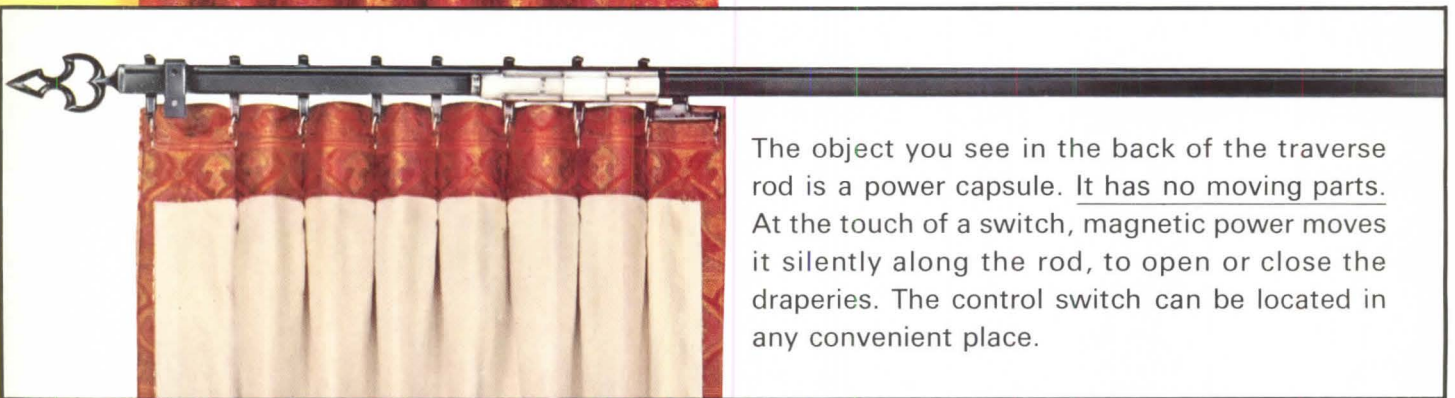 The object you see in the back of the traverse
rod is a power capsule. It has no moving parts.
At the touch of a switch, magnetic power moves
it silently along the rod, to open or close the
draperies. The control switch can be located in
any convenient place.